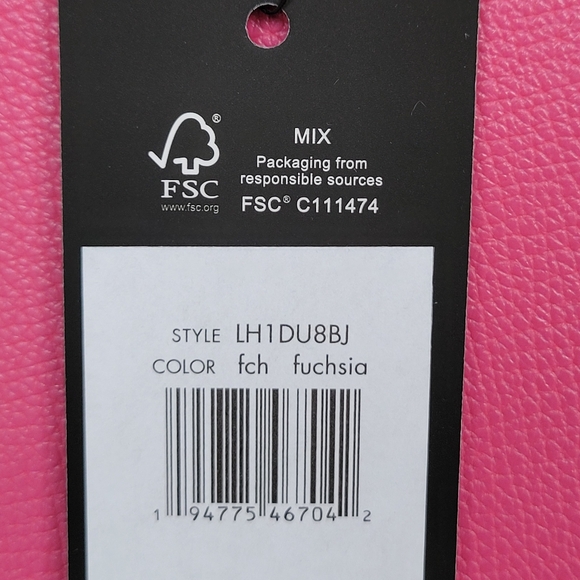 ®
FSC
www.fsc.org
MIX
Packaging from
responsible sources
FSC® C111474
STYLE LH1DU8BJ
COLOR fch fuchsia
1 94775 46704 2